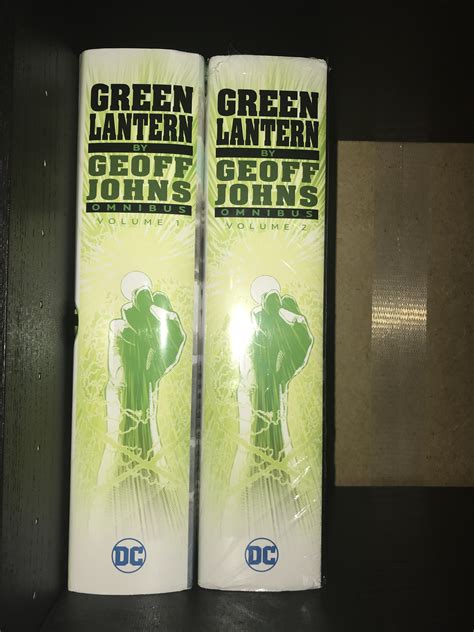 GREEN
LANTERN
BY
GEOFF
JOHNS
OMNIBUS
VOLUME 1
DC
GREEN
LANTERN
BY
GEOFF
JOHNS
OMNIBUS
VOLUME 2
DC